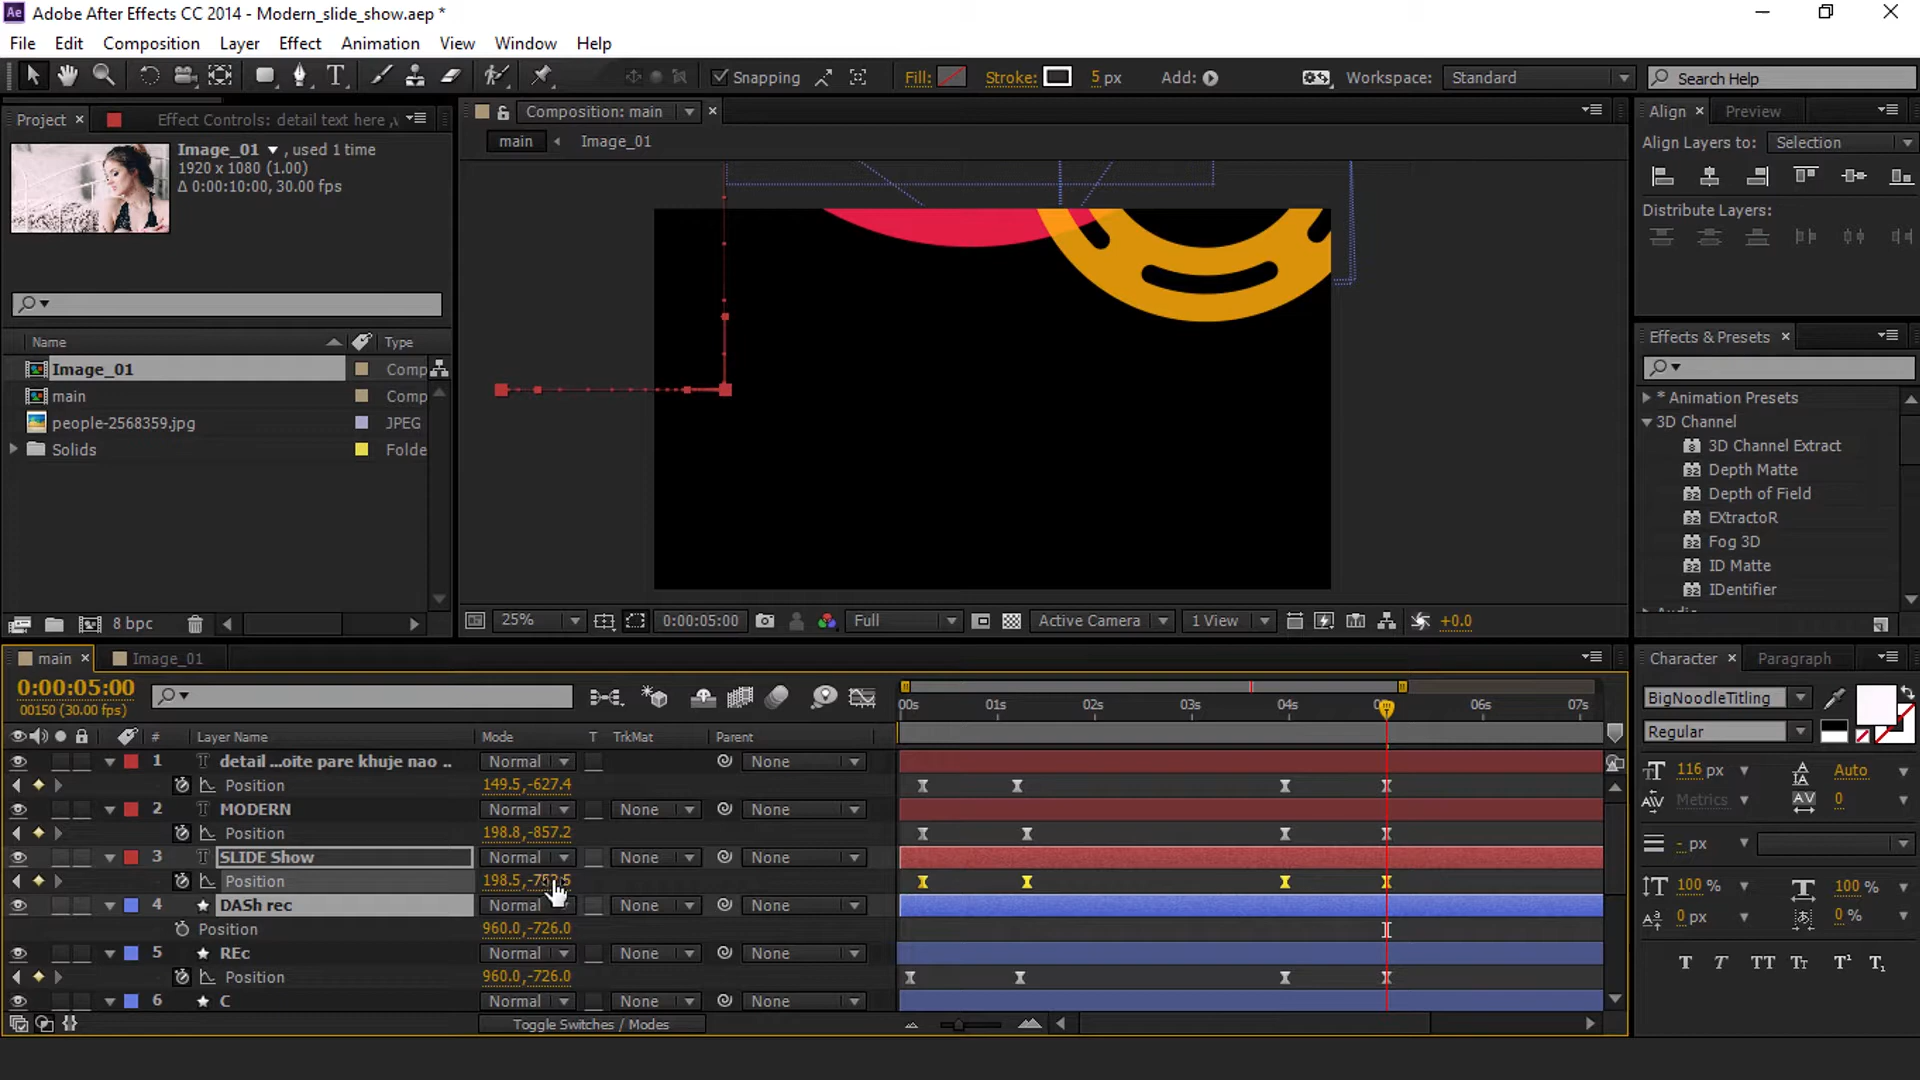 Ae Adobe After Effects CC 2014 - Modern_slide_show.aep *
File Edit Composition Layer Effect Animation View Window Help
Snapping Fill: Stroke: 5 px Add: Workspace: Standard Search Help
Project × Effect Controls: detail text here ,
Composition: main ×
Align × Preview
main Image_01
Align Layers to: Selection
Image_01 , used 1 time
1920 x 1080 (1.00)
Δ 0:00:10:00, 30.00 fps
Distribute Layers:
Name Type
Image_01 Comp
main Comp
people-2568359.jpg JPEG
Solids Folde
Effects & Presets ×
* Animation Presets
3D Channel
3D Channel Extract
Depth Matte
Depth of Field
EXtractoR
Fog 3D
ID Matte
IDentifier
8 bpc
25% 0:00:05:00 Full Active Camera 1 View +0.0
main × Image_01
0:00:05:00
00150 (30.00 fps)
00s 01s 02s 03s 04s 06s 07s
# Layer Name Mode T TrkMat Parent
1 T detail ...oite pare khuje nao .. Normal None
Position 149.5,-627.4
2 T MODERN Normal None None
Position 198.8,-857.2
3 T SLIDE Show Normal None None
Position
4 DASh rec Normal None None
Position 960.0,-726.0
5 REc Normal None None
Position 960.0,-726.0
6 C Normal None None
Toggle Switches / Modes
Character × Paragraph
BigNoodleTitling
Regular
116 px Auto
Metrics 0
- px
100 % 100 %
0 px 0 %
T T TT Tт T¹ T₁